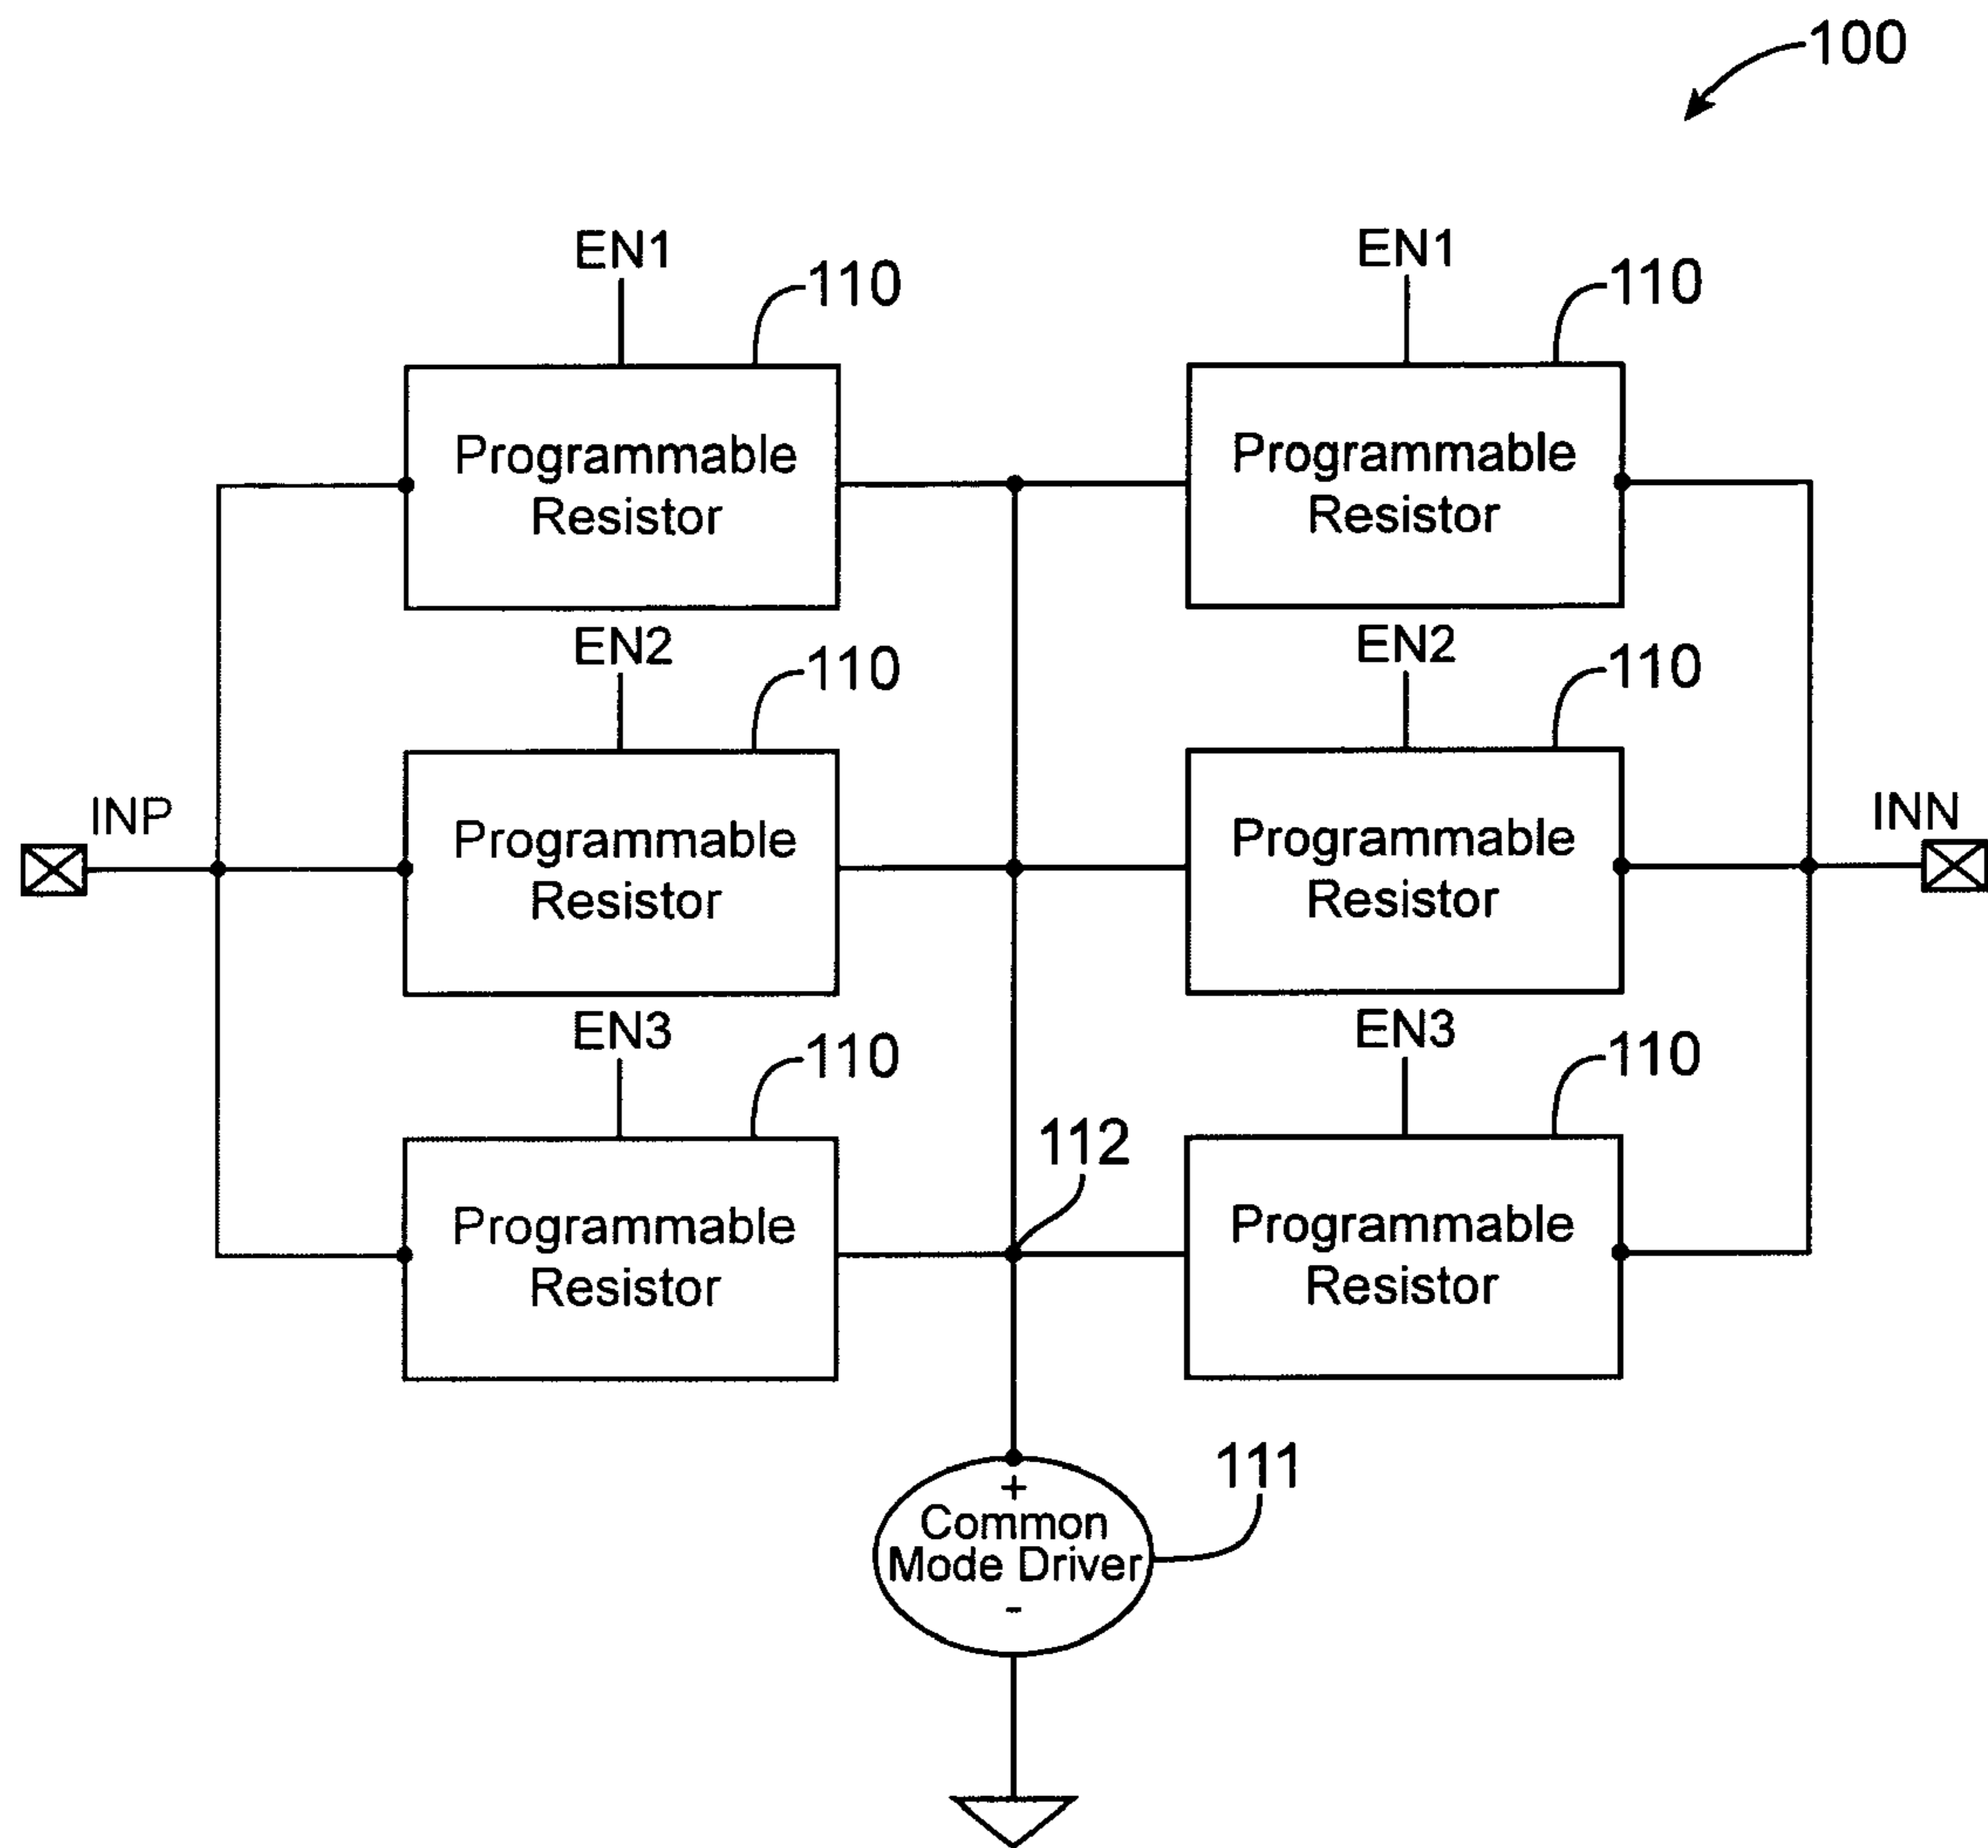 100
EN1
110
EN1
110
Programmable
Resistor
Programmable
Resistor
EN2
110
EN2
110
INP
Programmable
Resistor
Programmable
Resistor
INN
EN3
110
EN3
110
112
Programmable
Resistor
Programmable
Resistor
111
+
Common
Mode Driver
-